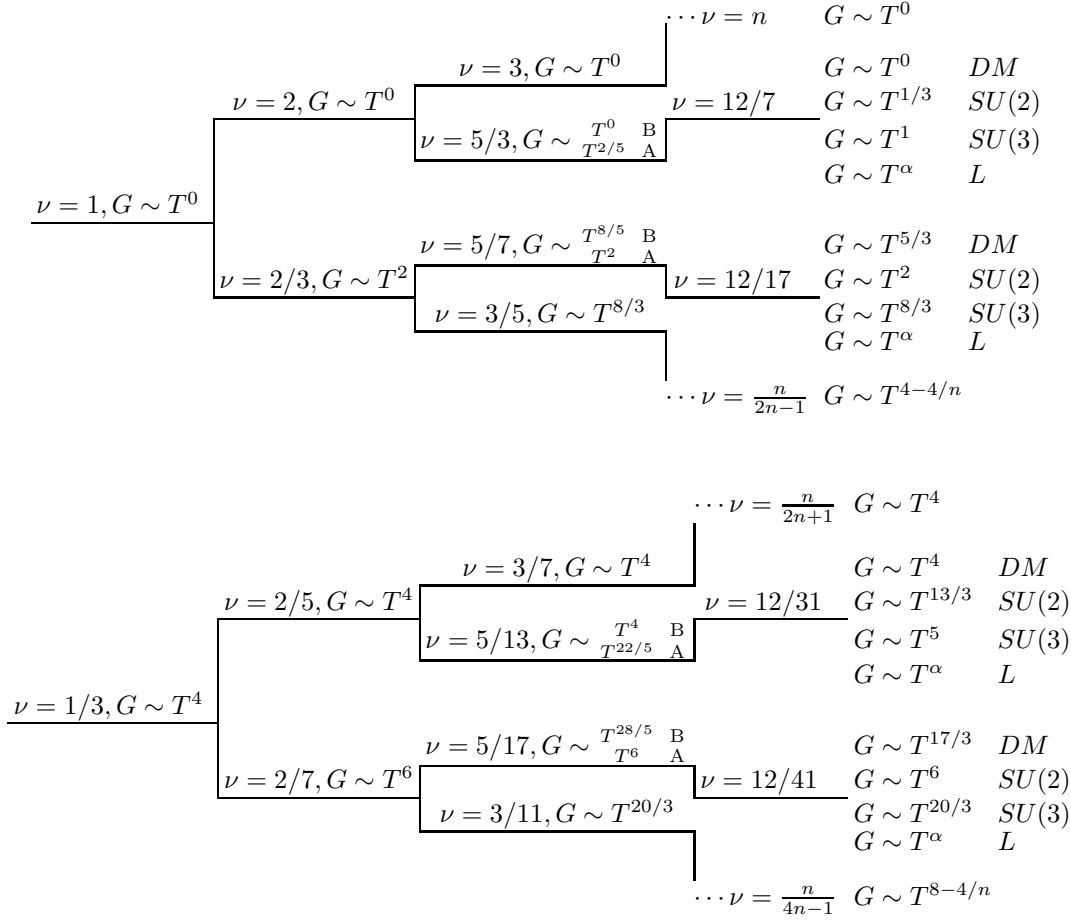 ⋯ ν = n G ∼ T^0
ν = 3, G ∼ T^0 G ∼ T^0 DM
ν = 2, G ∼ T^0 ν = 12/7 G ∼ T^{1/3} SU(2)
ν = 5/3, G ∼ T^0 B T^{2/5} A G ∼ T^1 SU(3)
G ∼ T^α L
ν = 1, G ∼ T^0
ν = 5/7, G ∼ T^{8/5} B T^2 A G ∼ T^{5/3} DM
ν = 2/3, G ∼ T^2 ν = 12/17 G ∼ T^2 SU(2)
ν = 3/5, G ∼ T^{8/3} G ∼ T^{8/3} SU(3)
G ∼ T^α L
⋯ ν = n/(2n−1) G ∼ T^{4−4/n}
⋯ ν = n/(2n+1) G ∼ T^4
ν = 3/7, G ∼ T^4 G ∼ T^4 DM
ν = 2/5, G ∼ T^4 ν = 12/31 G ∼ T^{13/3} SU(2)
ν = 5/13, G ∼ T^4 B T^{22/5} A G ∼ T^5 SU(3)
G ∼ T^α L
ν = 1/3, G ∼ T^4
ν = 5/17, G ∼ T^{28/5} B T^6 A G ∼ T^{17/3} DM
ν = 2/7, G ∼ T^6 ν = 12/41 G ∼ T^6 SU(2)
ν = 3/11, G ∼ T^{20/3} G ∼ T^{20/3} SU(3)
G ∼ T^α L
⋯ ν = n/(4n−1) G ∼ T^{8−4/n}